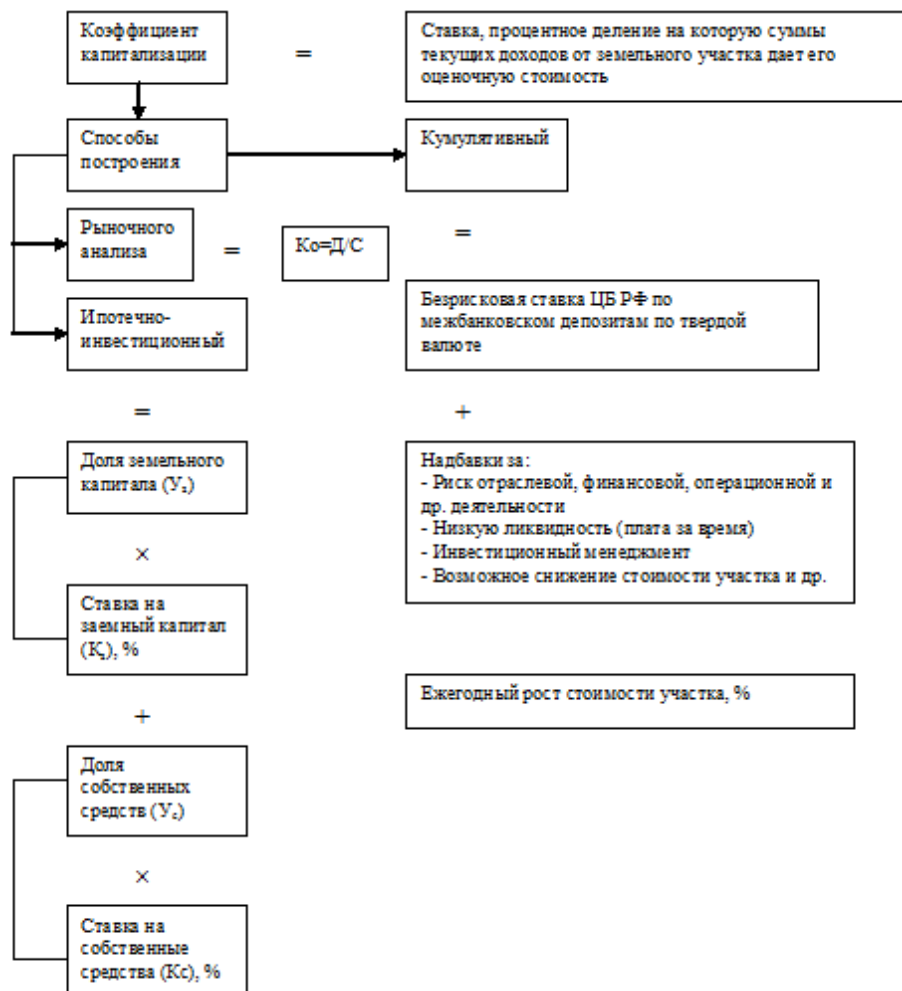 Коэффициент
капитализации
=
Ставка, процентное деление на которую суммы
текущих доходов от земельного участка дает его
оценочную стоимость
Способы
построения
Кумулятивный
Рыночного
анализа
=
Ко=Д/С
=
Ипотечно-
инвестиционный
Безрисковая ставка ЦБ РФ по
межбанковском депозитам по твердой
валюте
=
+
Доля земельного
капитала (Уз)
Надбавки за:
- Риск отраслевой, финансовой, операционной и
др. деятельности
- Низкую ликвидность (плата за время)
- Инвестиционный менеджмент
- Возможное снижение стоимости участка и др.
×
Ставка на
заемный капитал
%
Ежегодный рост стоимости участка, %
+
Доля
собственных
средств (Ус)
×
Ставка на
собственные
средства (Кс), %